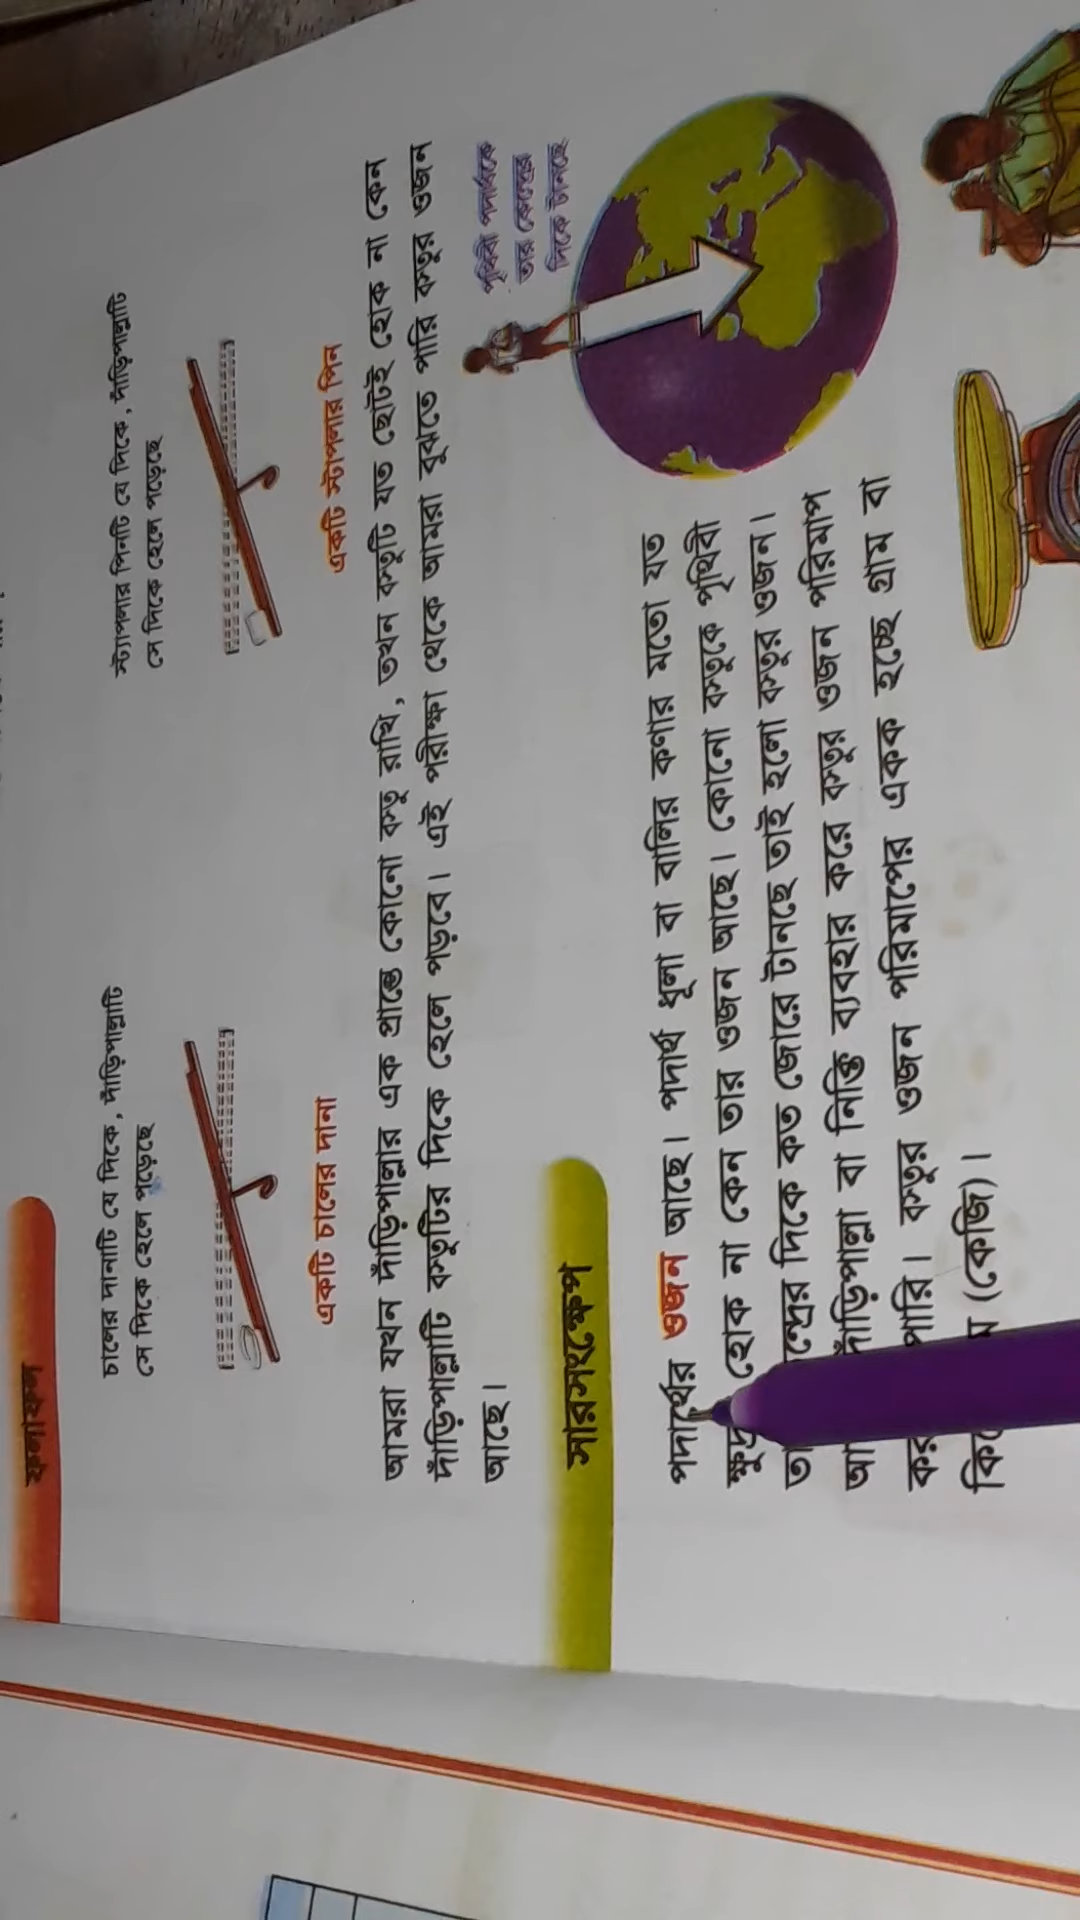 ফলাফল
চালের দানাটি যে দিকে, দাঁড়িপাল্লাটি
সে দিকে হেলে পড়েছে
স্ট্যাপলার পিনটি যে দিকে, দাঁড়িপাল্লাটি
সে দিকে হেলে পড়েছে
একটি চালের দানা
একটি স্ট্যাপলার পিন
আমরা যখন দাঁড়িপাল্লার এক প্রান্তে কোনো বস্তু রাখি, তখন বস্তুটি যত ছোটই হোক না কেন
দাঁড়িপাল্লাটি বস্তুটির দিকে হেলে পড়বে। এই পরীক্ষা থেকে আমরা বুঝতে পারি বস্তুর ওজন
আছে।
পৃথিবী পদার্থকে
তার কেন্দ্রের
দিকে টানছে
সারসংক্ষেপ
পদার্থের ওজন আছে। পদার্থ ধুলা বা বালির কণার মতো যত
ক্ষুদ্র হোক না কেন তার ওজন আছে। কোনো বস্তুকে পৃথিবী
দিকে কত জোরে টানছে তাই হলো বস্তুর ওজন।
দাঁড়িপাল্লা বা নিক্তি ব্যবহার করে বস্তুর ওজন পরিমাপ
পারি। বস্তুর ওজন পরিমাপের একক হচ্ছে গ্রাম বা
(কেজি)।